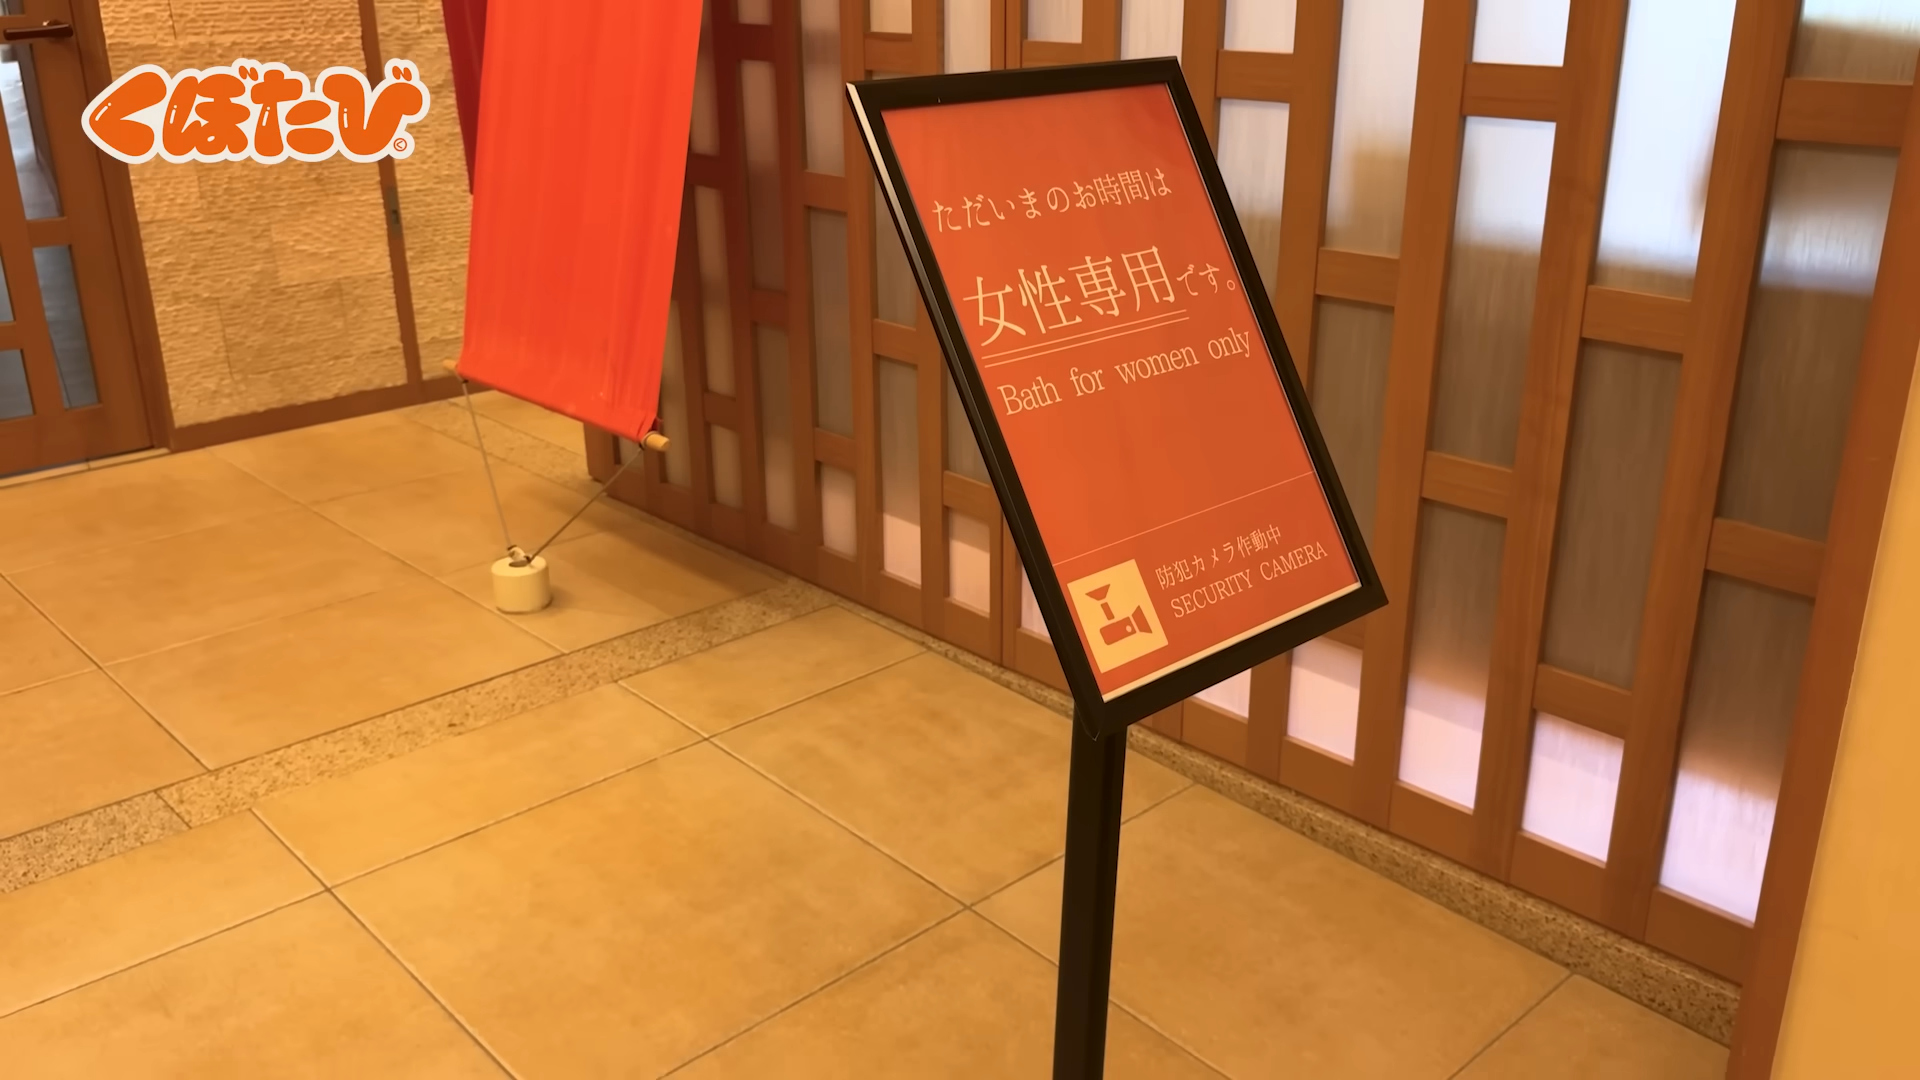 くぼたび
ただいまのお時間は
女性専用です。
Bath for women only
防犯カメラ作動中
SECURITY CAMERA